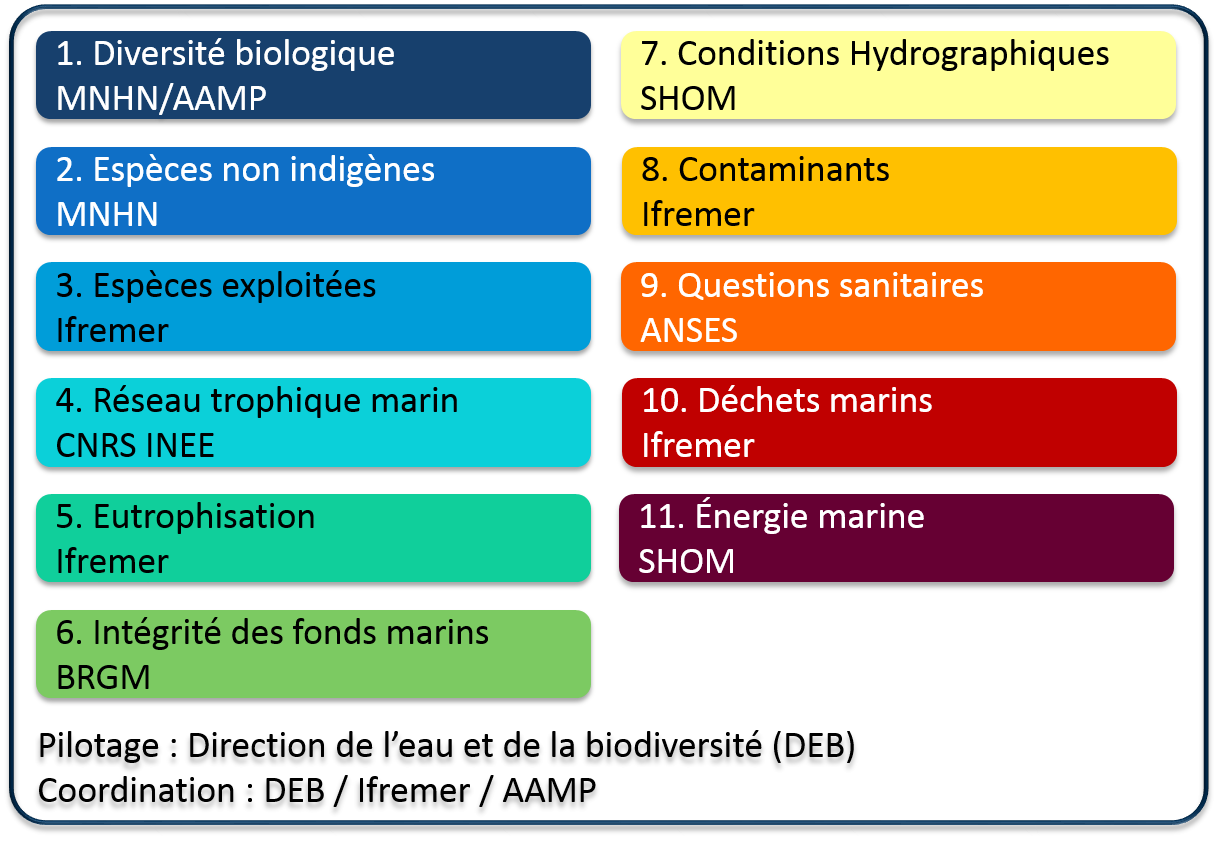 1. Diversité biologique
MNHN/AAMP
2. Espèces non indigènes
MNHN
3. Espèces exploitées
Ifremer
4. Réseau trophique marin
CNRS INEE
5. Eutrophisation
Ifremer
6. Intégrité des fonds marins
BRGM
7. Conditions Hydrographiques
SHOM
8. Contaminants
Ifremer
9. Questions sanitaires
ANSES
10. Déchets marins
Ifremer
11. Énergie marine
SHOM
Pilotage : Direction de l’eau et de la biodiversité (DEB)
Coordination : DEB / Ifremer / AAMP